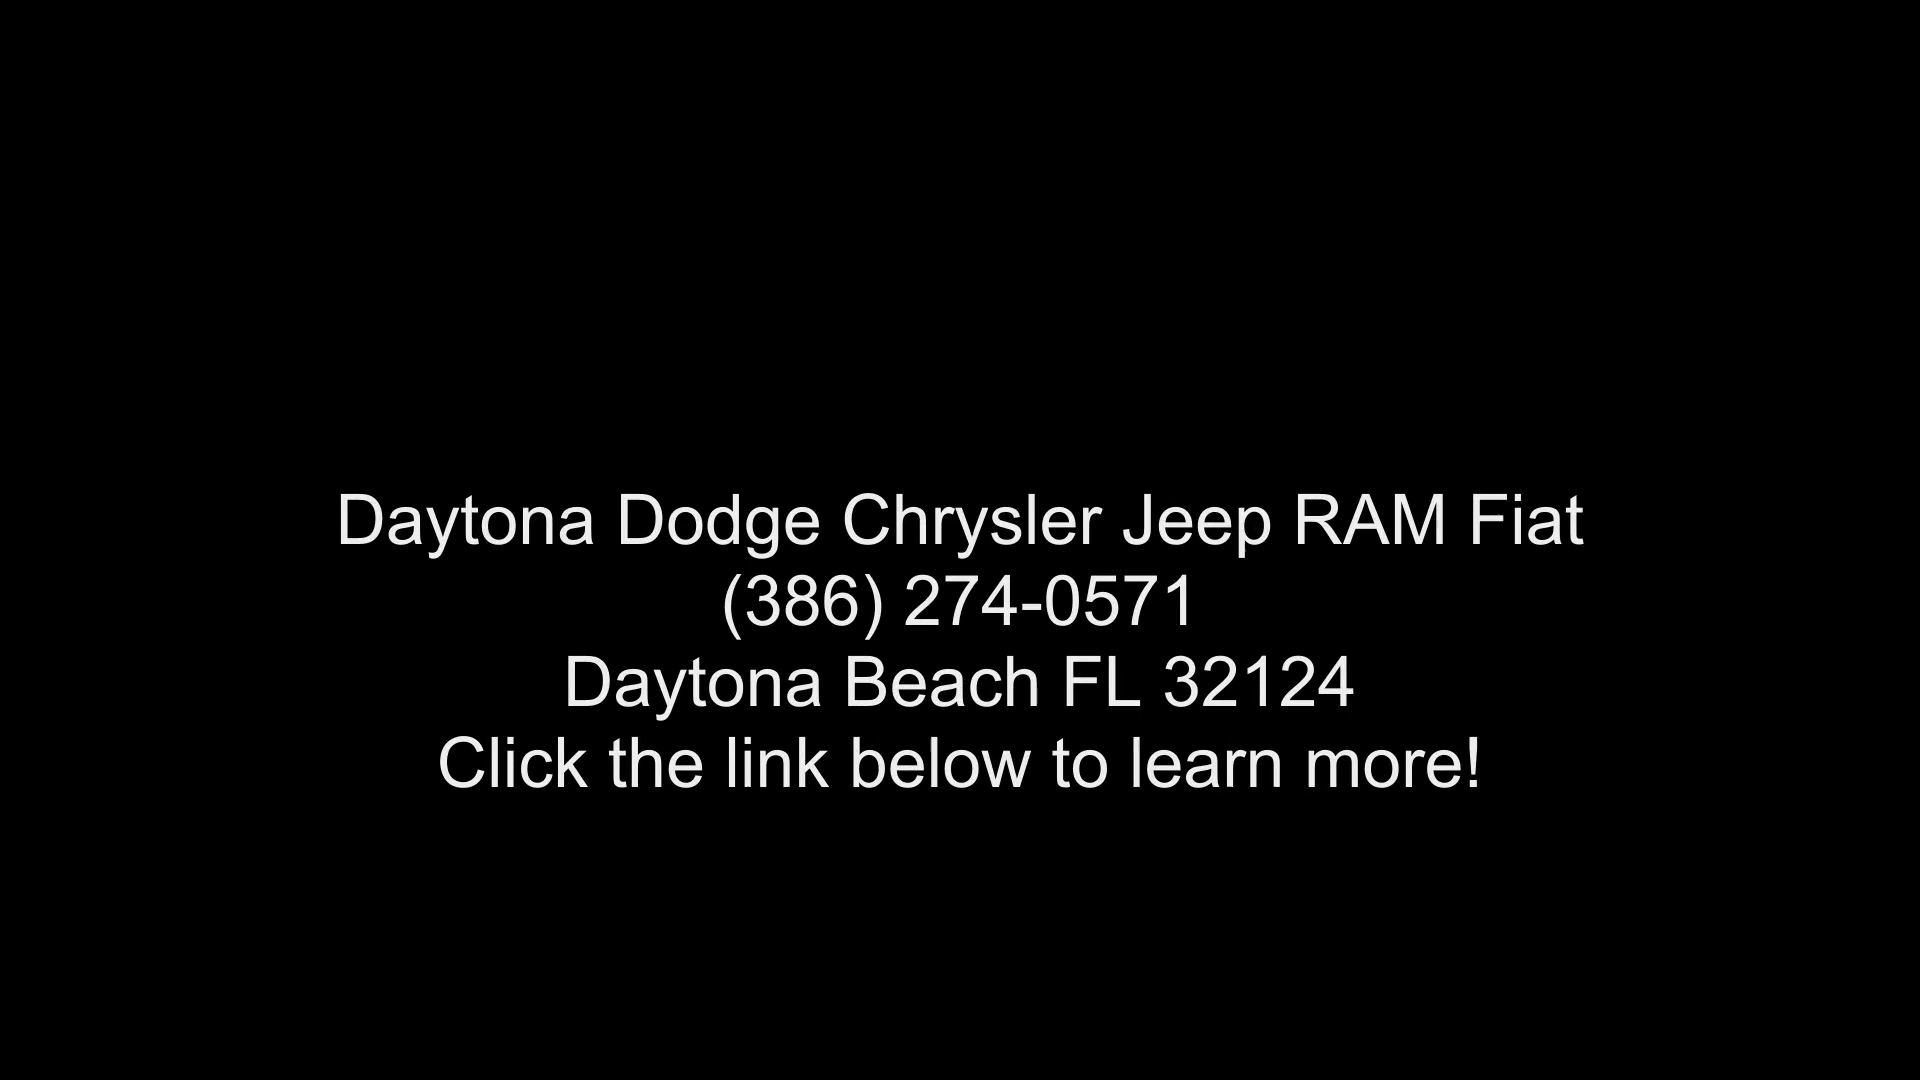 Daytona Dodge Chrysler Jeep RAM Fiat
(386) 274-0571
Daytona Beach FL 32124
Click the link below to learn more!